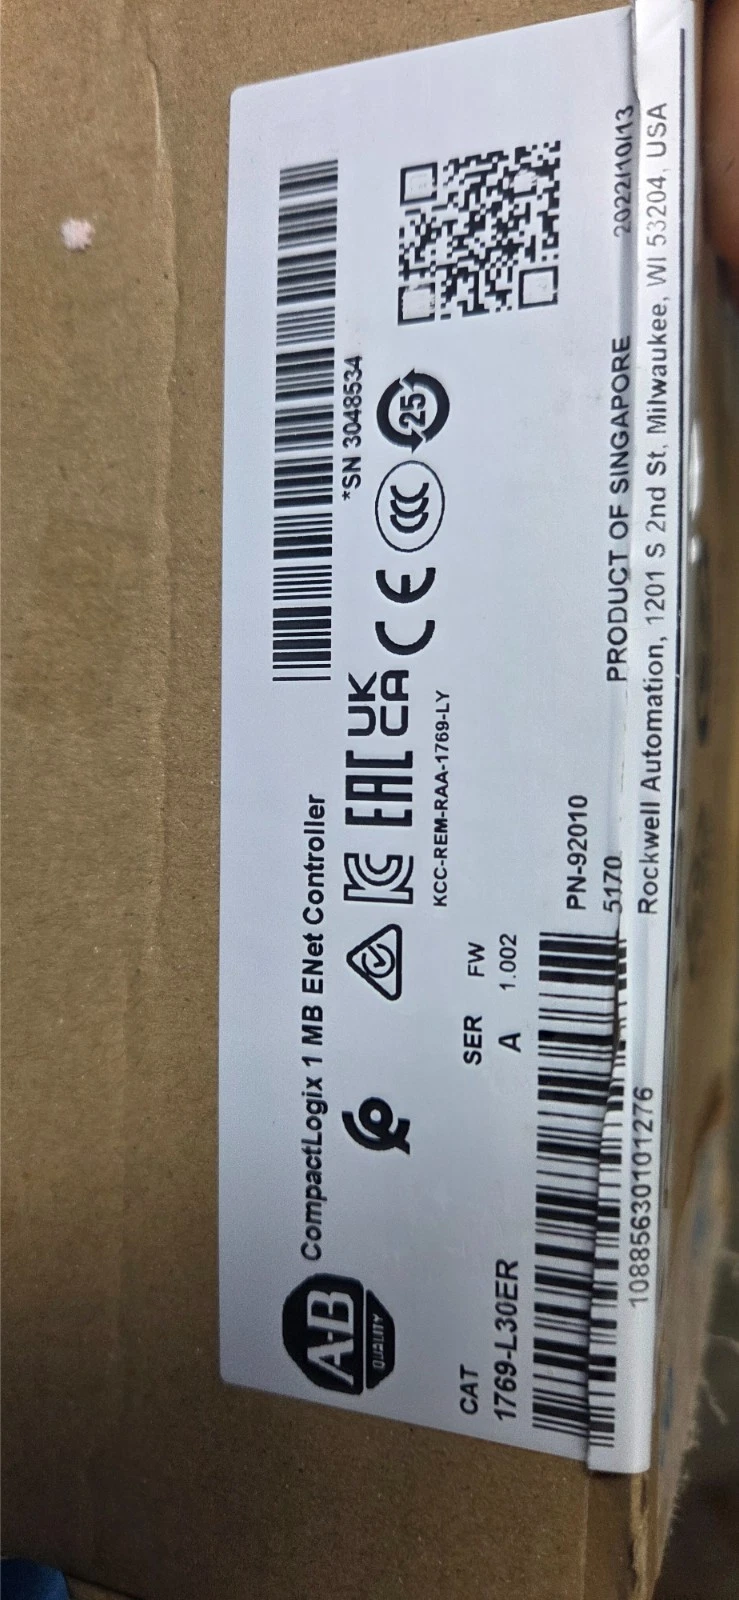 A-B
QUALITY
CompactLogix 1 MB ENet Controller
*SN 3048534
EAC
UK
CA
CE
CCC
25
KCC-REM-RAA-1769-LY
CAT
1769-L30ER
SER
A
FW
1.002
PN-92010
5170
PRODUCT OF SINGAPORE
2022/10/13
10885630101276
Rockwell Automation, 1201 S 2nd St, Milwaukee, WI 53204, USA